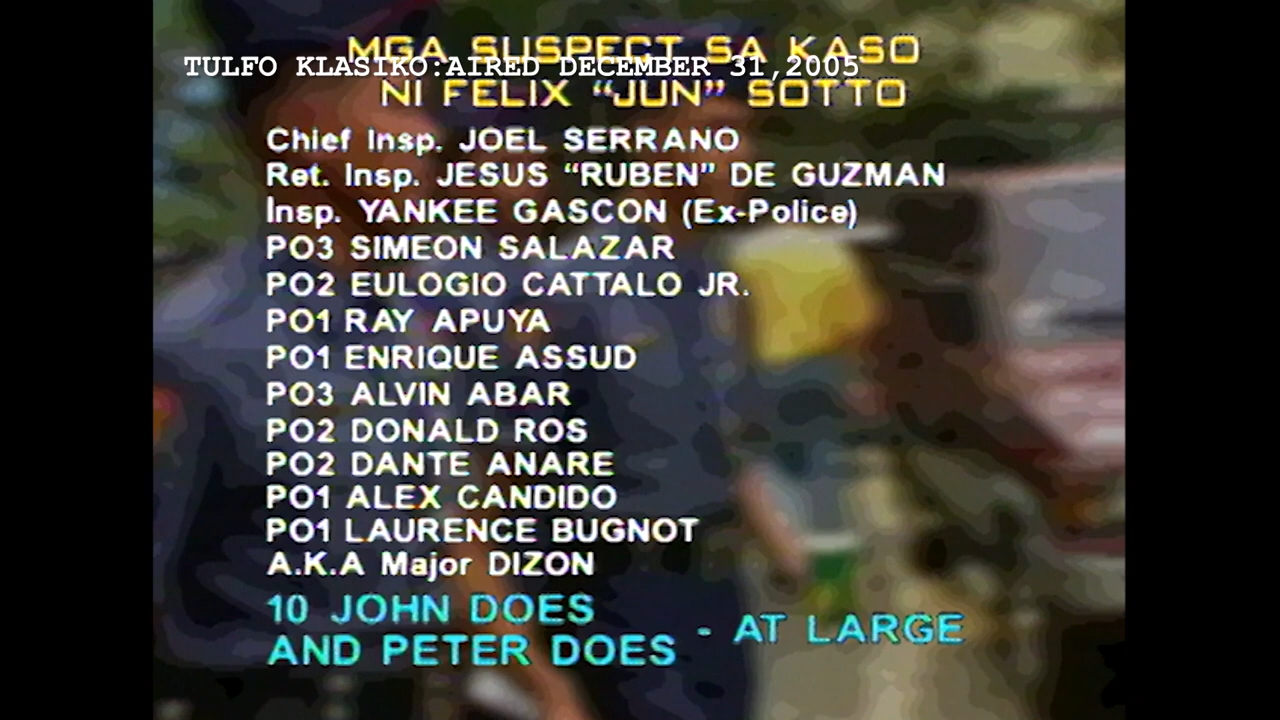 MGA SUSPECT SA KASO
TULFO KLASIKO:AIRED DECEMBER 31,2005
NI FELIX “JUN” SOTTO
Chief Insp. JOEL SERRANO
Ret. Insp. JESUS “RUBEN” DE GUZMAN
Insp. YANKEE GASCON (Ex-Police)
PO3 SIMEON SALAZAR
PO2 EULOGIO CATTALO JR.
PO1 RAY APUYA
PO1 ENRIQUE ASSUD
PO3 ALVIN ABAR
PO2 DONALD ROS
PO2 DANTE ANARE
PO1 ALEX CANDIDO
PO1 LAURENCE BUGNOT
A.K.A Major DIZON
10 JOHN DOES
AND PETER DOES - AT LARGE